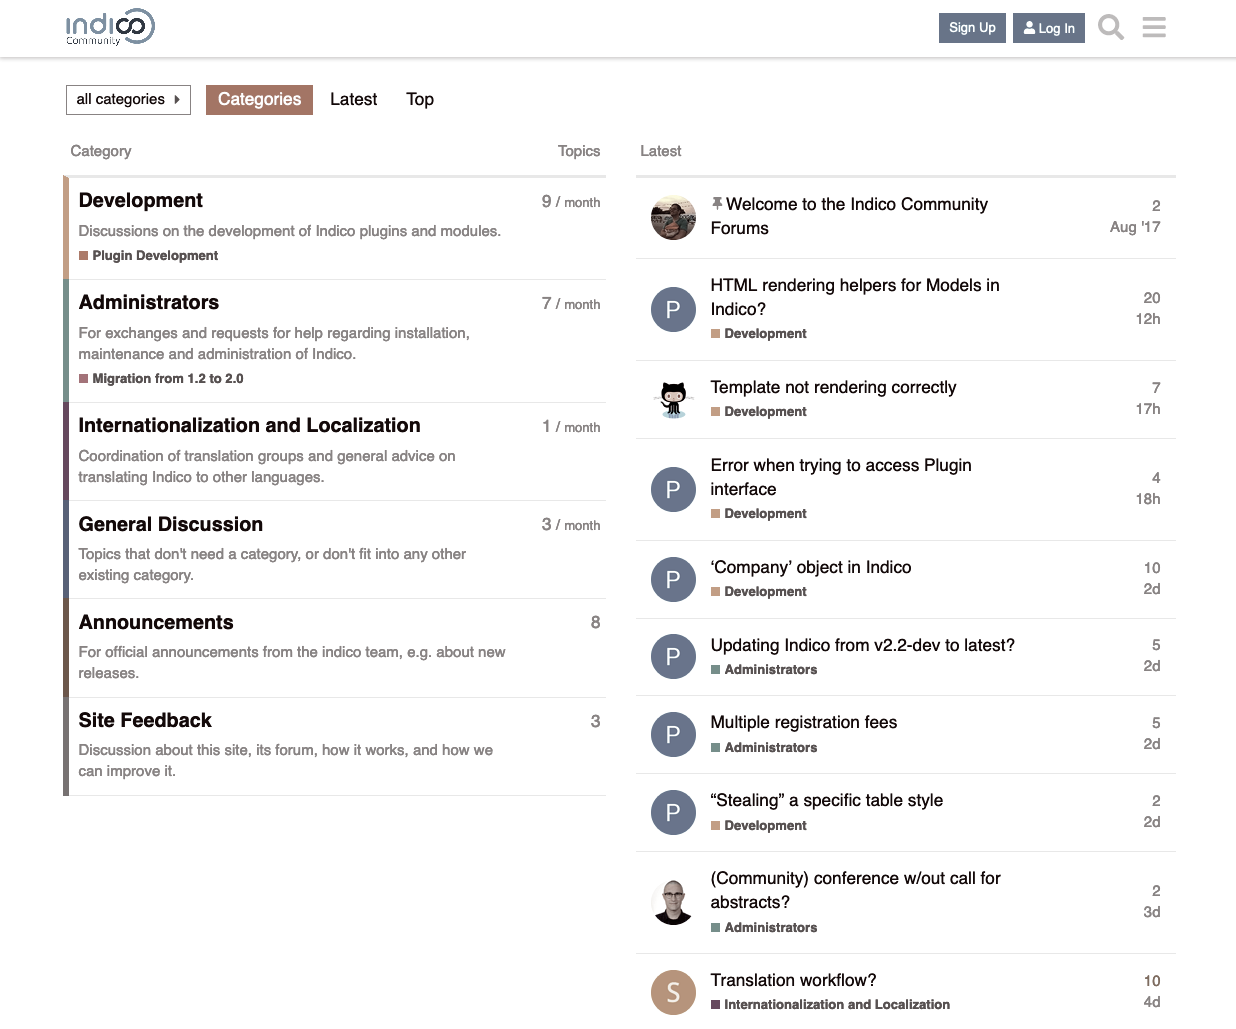 indico
Community
Sign Up
Log In
all categories
Categories
Latest
Top
Category
Topics
Development
9 / month
Discussions on the development of Indico plugins and modules.
Plugin Development
Administrators
7 / month
For exchanges and requests for help regarding installation,
maintenance and administration of Indico.
Migration from 1.2 to 2.0
Internationalization and Localization
1 / month
Coordination of translation groups and general advice on
translating Indico to other languages.
General Discussion
3 / month
Topics that don't need a category, or don't fit into any other
existing category.
Announcements
8
For official announcements from the indico team, e.g. about new
releases.
Site Feedback
3
Discussion about this site, its forum, how it works, and how we
can improve it.
Latest
Welcome to the Indico Community
Forums
2
Aug '17
P
HTML rendering helpers for Models in
Indico?
Development
20
12h
Template not rendering correctly
Development
7
17h
P
Error when trying to access Plugin
interface
Development
4
18h
P
‘Company’ object in Indico
Development
10
2d
P
Updating Indico from v2.2-dev to latest?
Administrators
5
2d
P
Multiple registration fees
Administrators
5
2d
P
“Stealing” a specific table style
Development
2
2d
(Community) conference w/out call for
abstracts?
Administrators
2
3d
S
Translation workflow?
Internationalization and Localization
10
4d